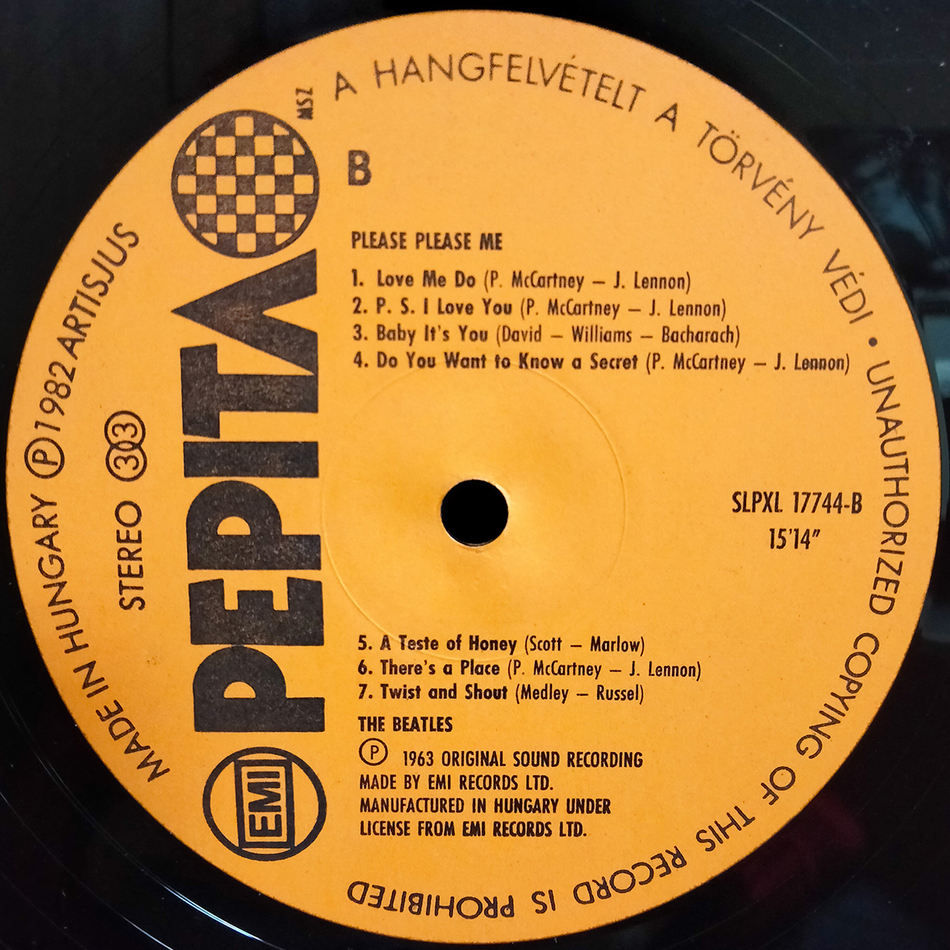 A HANGFELVÉTELT A TÖRVÉNY VÉDI • UNAUTHORIZED COPYING OF THIS RECORD IS PROHIBITED
MADE IN HUNGARY Ⓟ 1982 ARTISJUS
STEREO 33
PEPITA
MSZ
EMI
B
PLEASE PLEASE ME
1. Love Me Do (P. McCartney – J. Lennon)
2. P. S. I Love You (P. McCartney – J. Lennon)
3. Baby It's You (David – Williams – Bacharach)
4. Do You Want to Know a Secret (P. McCartney – J. Lennon)
SLPXL 17744-B
15'14"
5. A Teste of Honey (Scott – Marlow)
6. There's a Place (P. McCartney – J. Lennon)
7. Twist and Shout (Medley – Russel)
THE BEATLES
Ⓟ 1963 ORIGINAL SOUND RECORDING
MADE BY EMI RECORDS LTD.
MANUFACTURED IN HUNGARY UNDER
LICENSE FROM EMI RECORDS LTD.